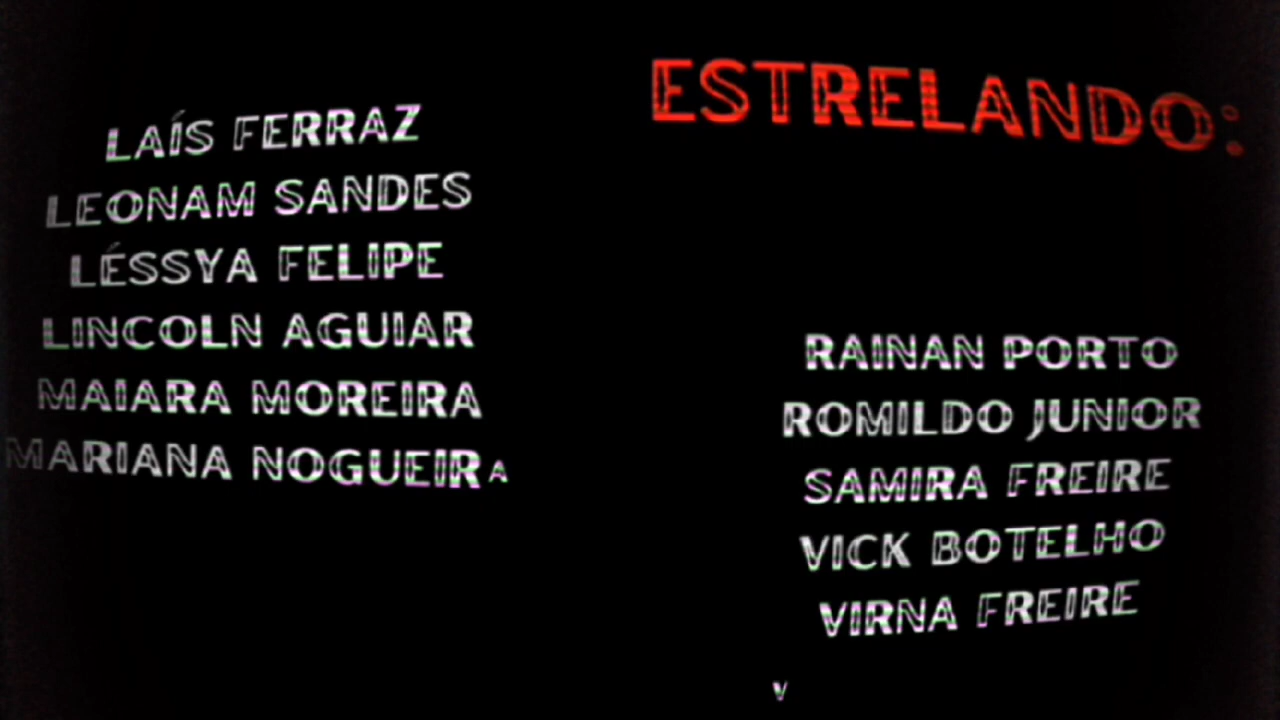 LAÍS FERRAZ
LEONAM SANDES
LÉSSYA FELIPE
LINCOLN AGUIAR
MAIARA MOREIRA
MARIANA NOGUEIRA
ESTRELANDO:
RAINAN PORTO
ROMILDO JUNIOR
SAMIRA FREIRE
VICK BOTELHO
VIRNA FREIRE
V